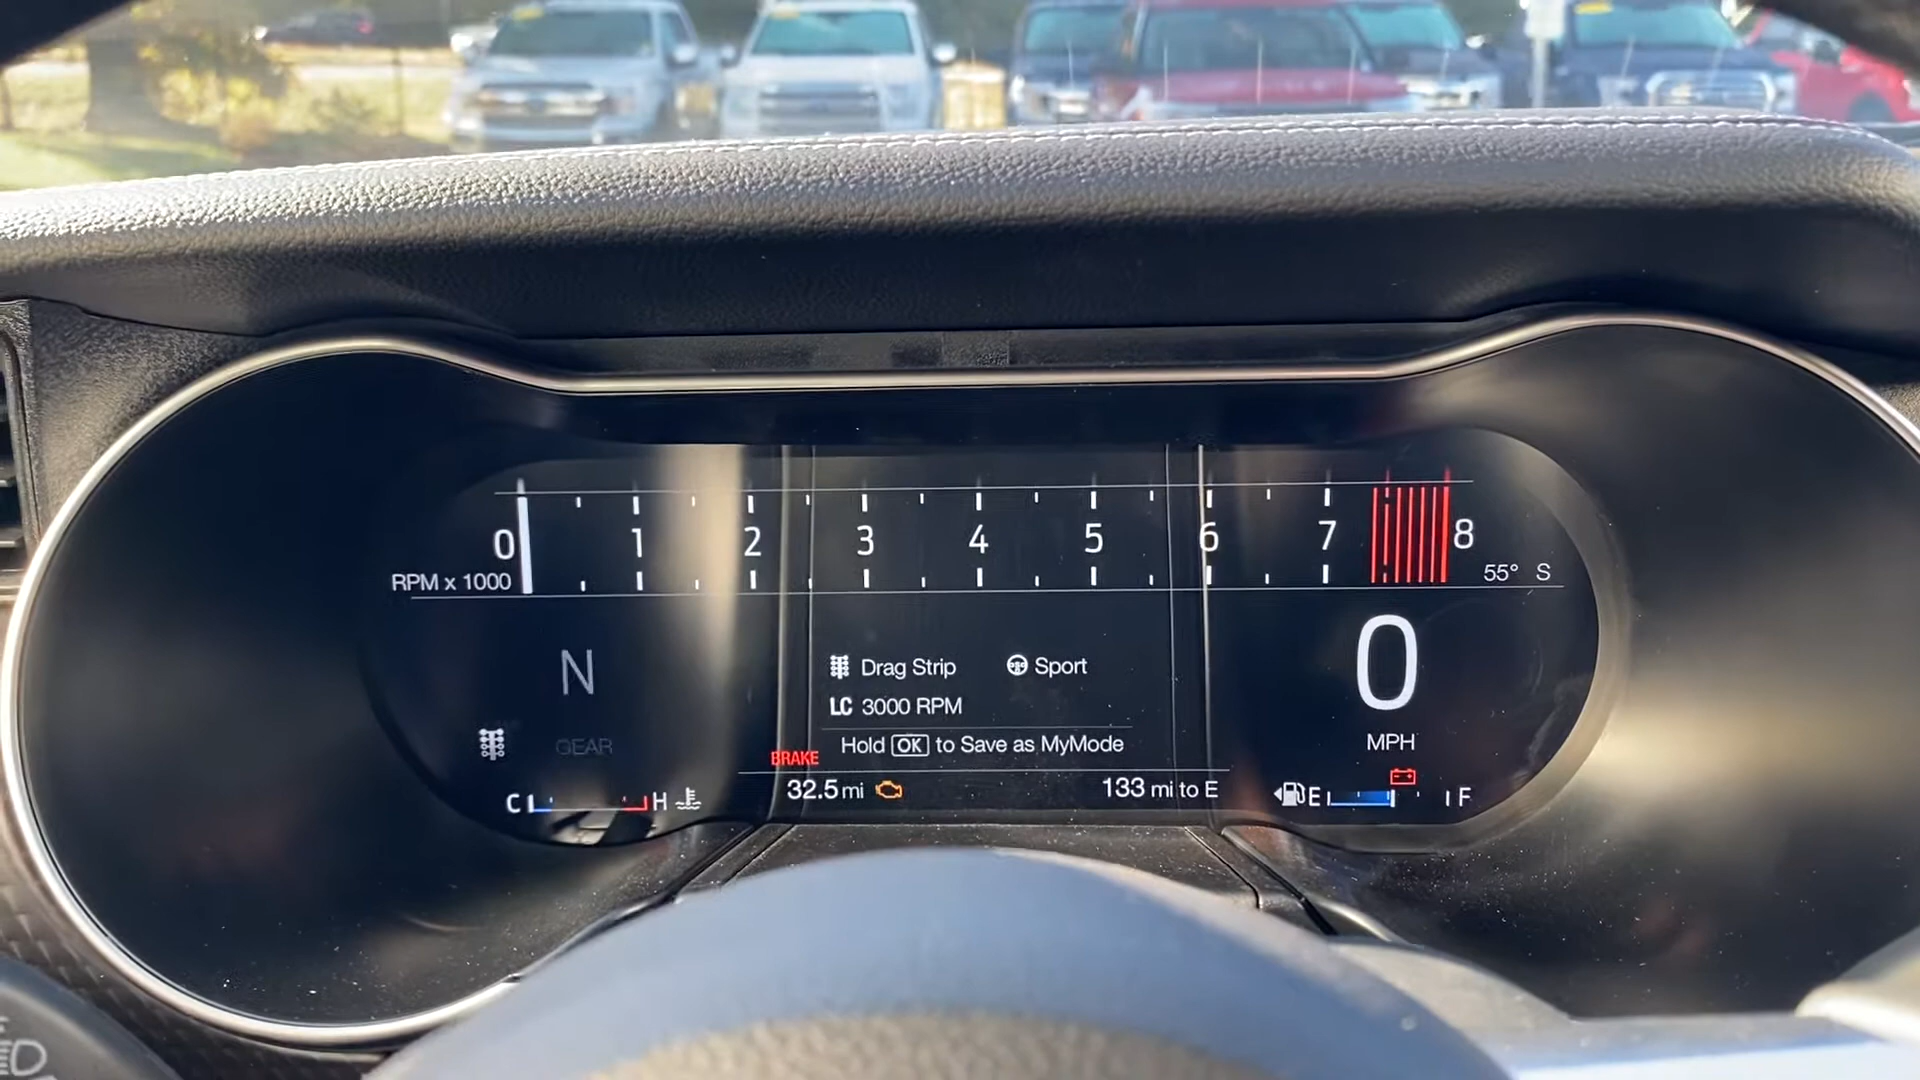 0 1 2 3 4 5 6 7 8
RPM x 1000
55° S
N
GEAR
Drag Strip
Sport
LC 3000 RPM
Hold OK to Save as MyMode
BRAKE
32.5 mi
133 mi to E
0
MPH
C H
E F